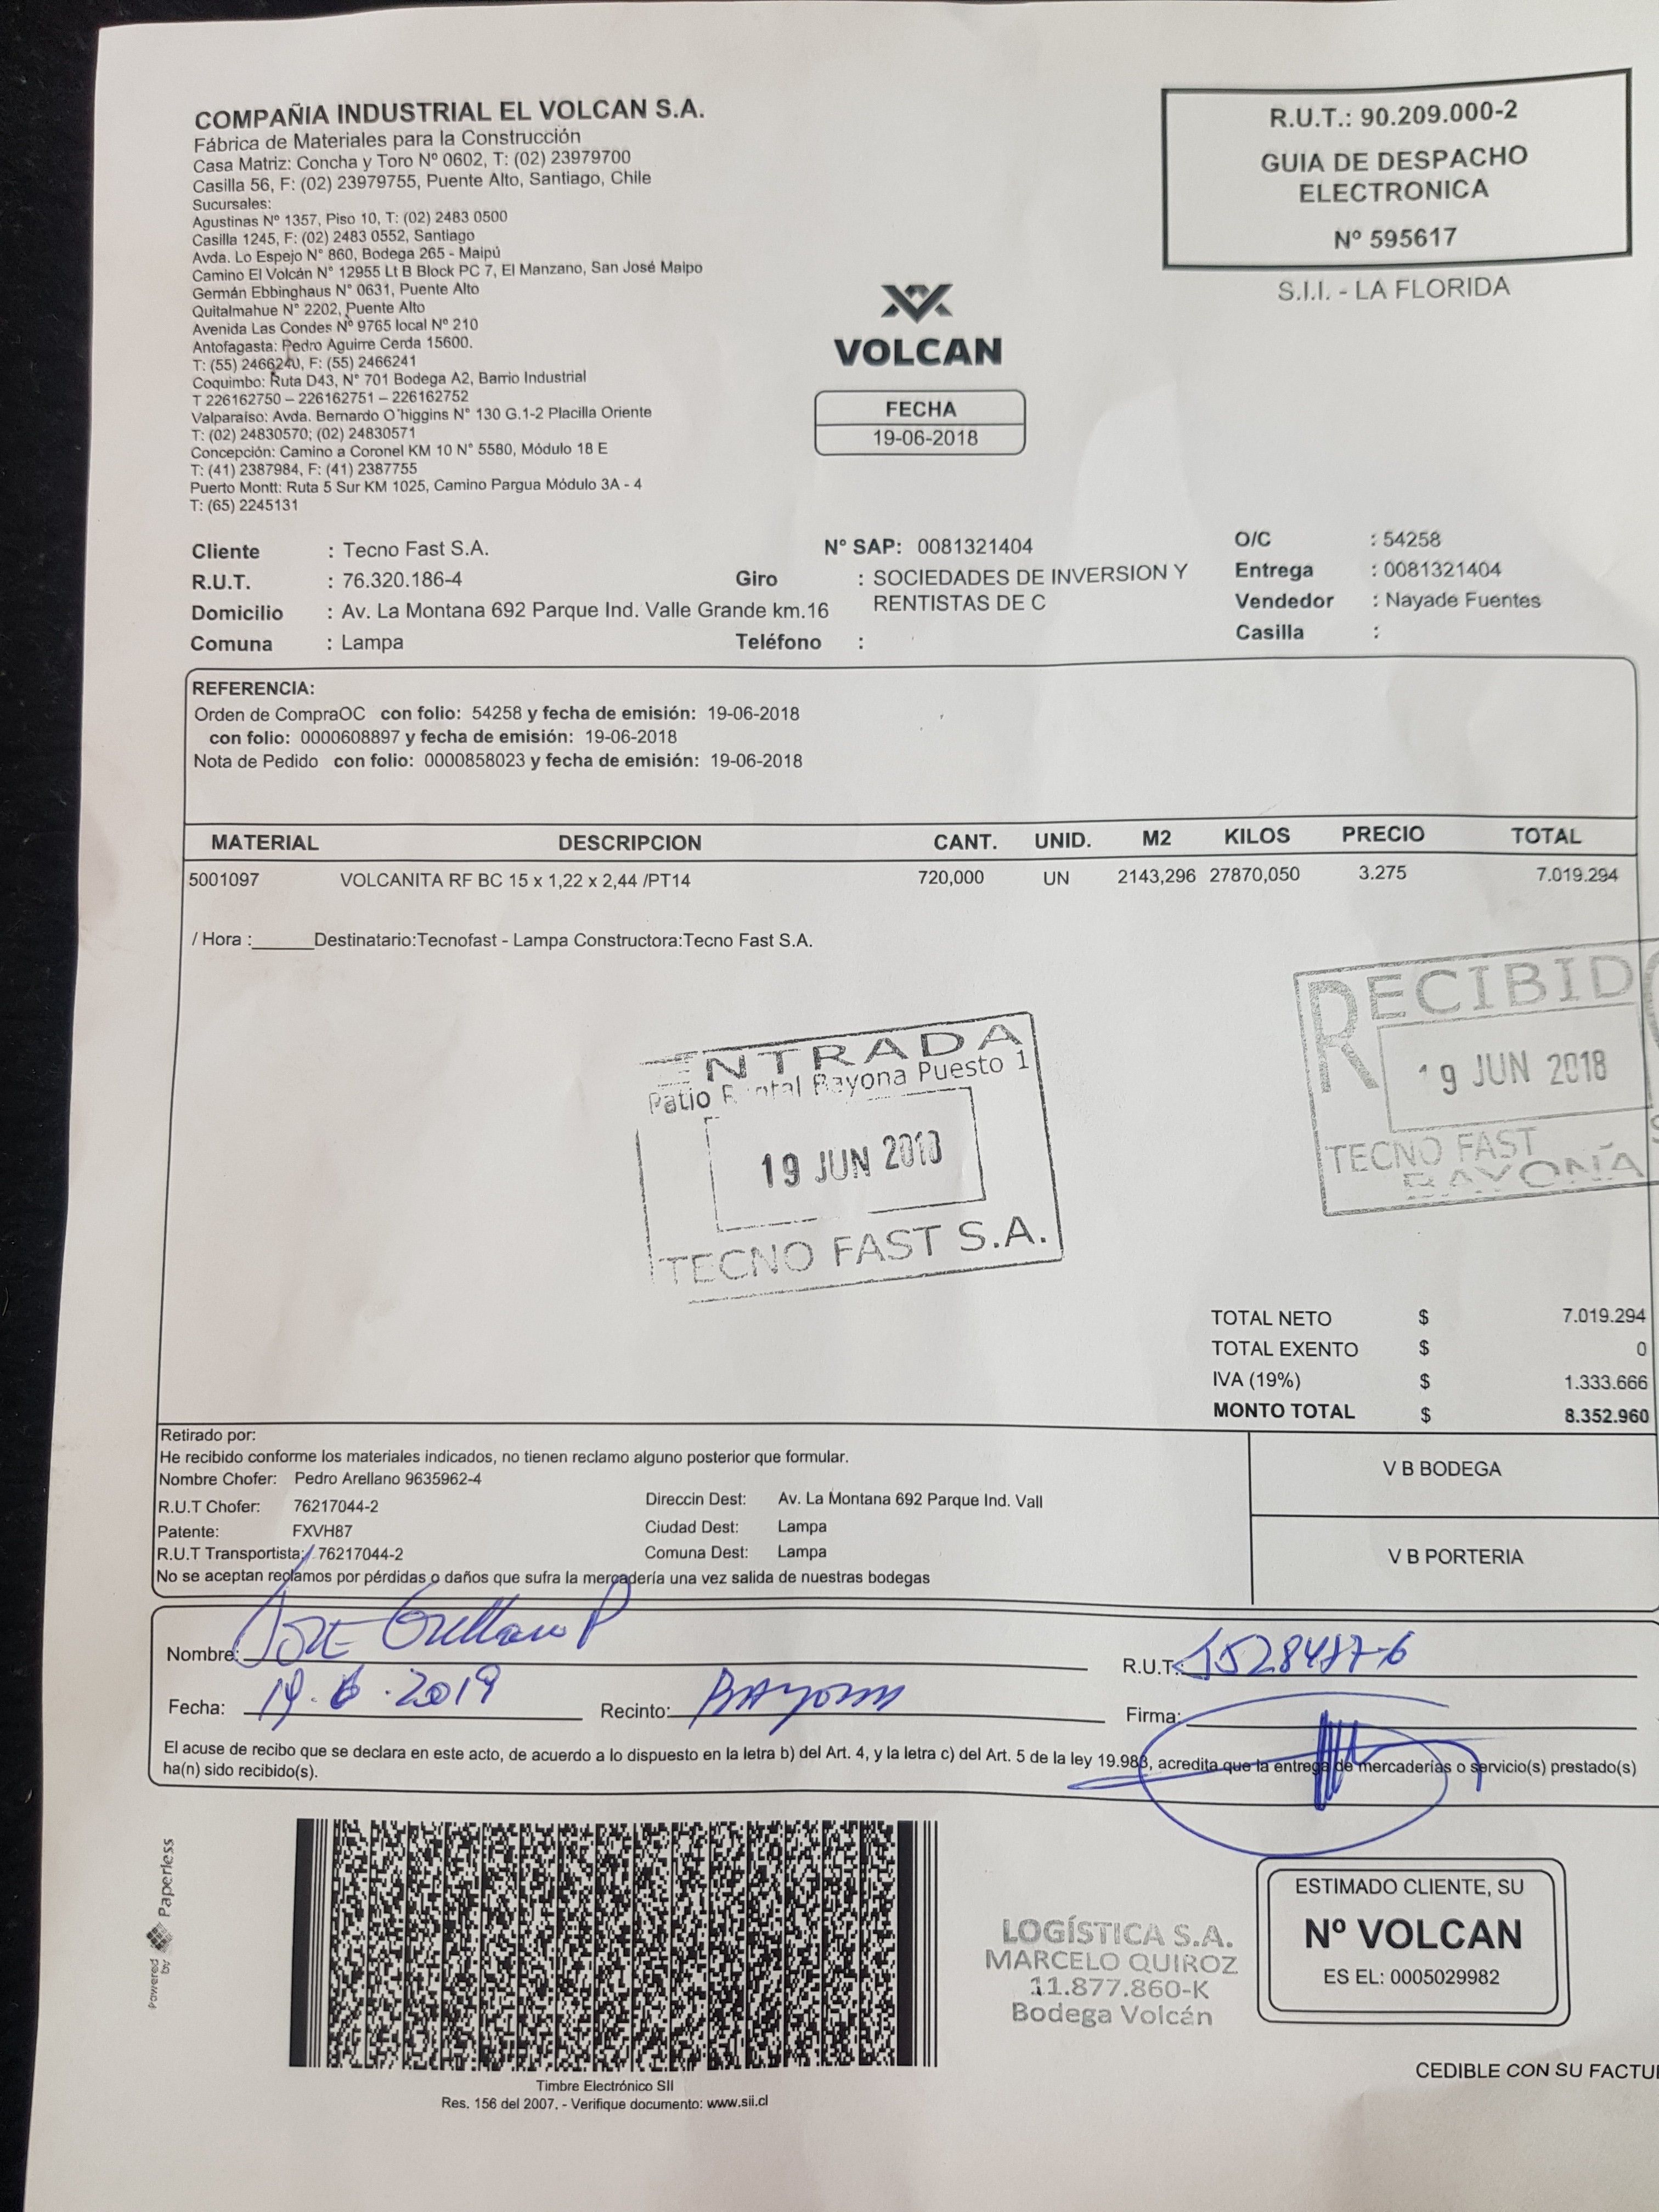 COMPAÑIA INDUSTRIAL EL VOLCAN S.A.
Fábrica de Materiales para la Construcción
Casa Matriz: Concha y Toro Nº 0602, T: (02) 23979700
Casilla 56, F: (02) 23979755, Puente Alto, Santiago, Chile
Sucursales:
Agustinas Nº 1357, Piso 10, T: (02) 2483 0500
Casilla 1245, F: (02) 2483 0552, Santiago
Avda. Lo Espejo N° 860, Bodega 265 - Maipú
Camino El Volcán N° 12955 Lt B Block PC 7, El Manzano, San José Maipo
Germán Ebbinghaus N° 0631, Puente Alto
Quitalmahue N° 2202, Puente Alto
Avenida Las Condes Nº 9765 local Nº 210
Antofagasta: Pedro Aguirre Cerda 15600.
T: (55) 2466240, F: (55) 2466241
Coquimbo: Ruta D43, N° 701 Bodega A2, Barrio Industrial
T 226162750 – 226162751 – 226162752
Valparaíso: Avda. Bernardo O'higgins N° 130 G.1-2 Placilla Oriente
T: (02) 24830570; (02) 24830571
Concepción: Camino a Coronel KM 10 N° 5580, Módulo 18 E
T: (41) 2387984, F: (41) 2387755
Puerto Montt: Ruta 5 Sur KM 1025, Camino Pargua Módulo 3A - 4
T: (65) 2245131
VOLCAN
FECHA
19-06-2018
R.U.T.: 90.209.000-2
GUIA DE DESPACHO
ELECTRONICA
Nº 595617
S.I.I. - LA FLORIDA
Cliente : Tecno Fast S.A. N° SAP: 0081321404 O/C : 54258
R.U.T. : 76.320.186-4 Giro : SOCIEDADES DE INVERSION Y Entrega : 0081321404
Domicilio : Av. La Montana 692 Parque Ind. Valle Grande km.16 RENTISTAS DE C Vendedor : Nayade Fuentes
Comuna : Lampa Teléfono : Casilla :
REFERENCIA:
Orden de CompraOC con folio: 54258 y fecha de emisión: 19-06-2018
con folio: 0000608897 y fecha de emisión: 19-06-2018
Nota de Pedido con folio: 0000858023 y fecha de emisión: 19-06-2018
MATERIAL DESCRIPCION CANT. UNID. M2 KILOS PRECIO TOTAL
5001097 VOLCANITA RF BC 15 x 1,22 x 2,44 /PT14 720,000 UN 2143,296 27870,050 3.275 7.019.294
/ Hora :______Destinatario:Tecnofast - Lampa Constructora:Tecno Fast S.A.
RECIBIDO
19 JUN 2018
TECNO FAST
BAYONA
ENTRADA
Patio Rental Bayona Puesto 1
19 JUN 2018
TECNO FAST S.A.
TOTAL NETO $ 7.019.294
TOTAL EXENTO $ 0
IVA (19%) $ 1.333.666
MONTO TOTAL $ 8.352.960
Retirado por:
He recibido conforme los materiales indicados, no tienen reclamo alguno posterior que formular.
Nombre Chofer: Pedro Arellano 9635962-4
R.U.T Chofer: 76217044-2 Direccin Dest: Av. La Montana 692 Parque Ind. Vall
Patente: FXVH87 Ciudad Dest: Lampa
R.U.T Transportista: 76217044-2 Comuna Dest: Lampa
No se aceptan reclamos por pérdidas o daños que sufra la mercadería una vez salida de nuestras bodegas
V B BODEGA
V B PORTERIA
Nombre: Jose Orellano P R.U.T.: 1528487-6
Fecha: 19.6.2019 Recinto: BAYONA Firma:
El acuse de recibo que se declara en este acto, de acuerdo a lo dispuesto en la letra b) del Art. 4, y la letra c) del Art. 5 de la ley 19.983, acredita que la entrega de mercaderías o servicio(s) prestado(s)
ha(n) sido recibido(s).
Powered by Paperless
Timbre Electrónico SII
Res. 156 del 2007. - Verifique documento: www.sii.cl
LOGÍSTICA S.A.
MARCELO QUIROZ
11.877.860-K
Bodega Volcán
ESTIMADO CLIENTE, SU
Nº VOLCAN
ES EL: 0005029982
CEDIBLE CON SU FACTU